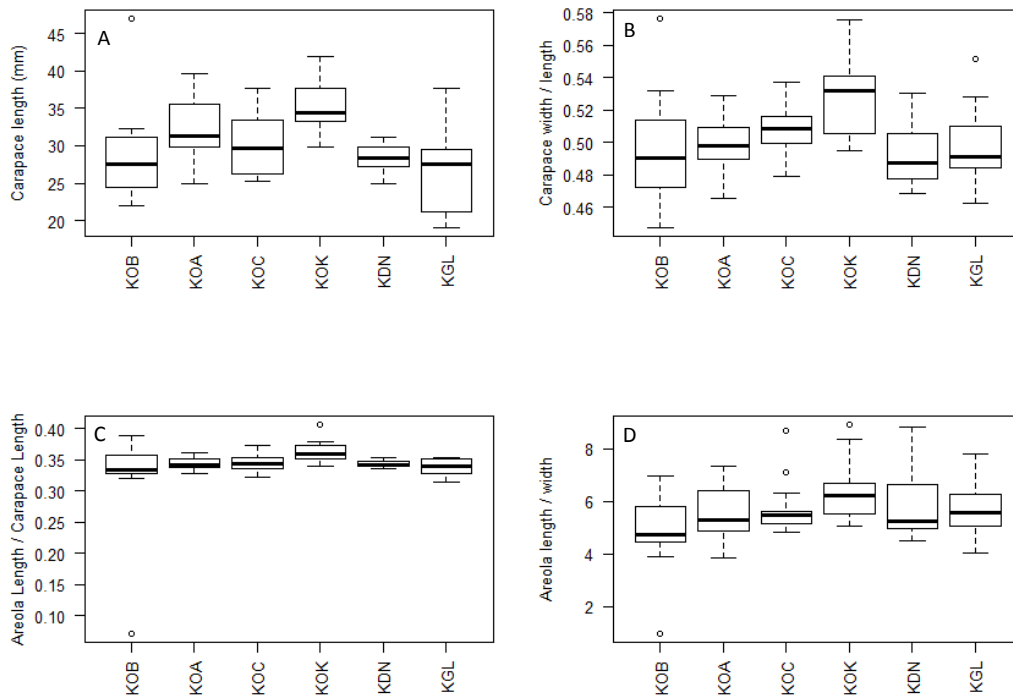 A
Carapace length (mm)
45
40
35
30
25
20
KOB KOA KOC KOK KDN KGL
B
Carapace width / length
0.58
0.56
0.54
0.52
0.50
0.48
0.46
KOB KOA KOC KOK KDN KGL
C
Areola Length / Carapace Length
0.40
0.35
0.30
0.25
0.20
0.15
0.10
KOB KOA KOC KOK KDN KGL
D
Areola length / width
8
6
4
2
KOB KOA KOC KOK KDN KGL